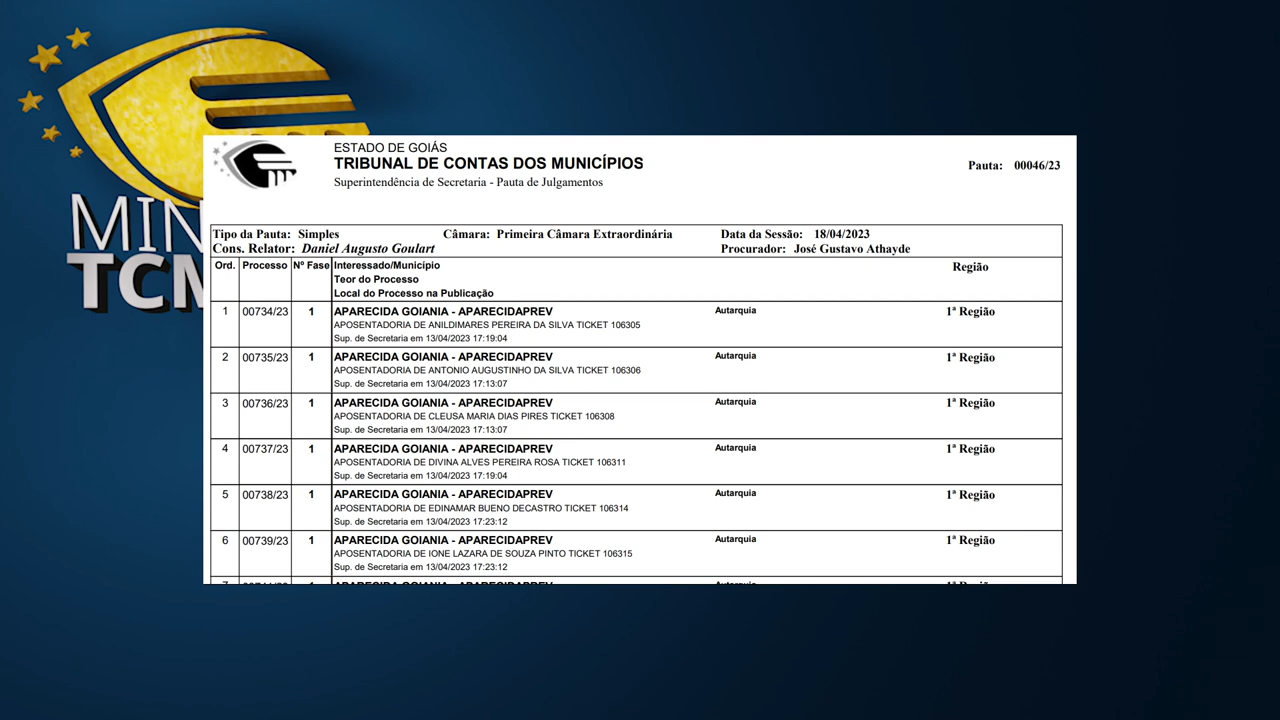 MIN
TCM
ESTADO DE GOIÁS
TRIBUNAL DE CONTAS DOS MUNICÍPIOS
Superintendência de Secretaria - Pauta de Julgamentos
Pauta: 00046/23
Tipo da Pauta: Simples Câmara: Primeira Câmara Extraordinária Data da Sessão: 18/04/2023
Cons. Relator: Daniel Augusto Goulart Procurador: José Gustavo Athayde
Ord. Processo Nº Fase Interessado/Município Região
Teor do Processo
Local do Processo na Publicação
1 00734/23 1 APARECIDA GOIANIA - APARECIDAPREV Autarquia 1ª Região
APOSENTADORIA DE ANILDIMARES PEREIRA DA SILVA TICKET 106305
Sup. de Secretaria em 13/04/2023 17:19:04
2 00735/23 1 APARECIDA GOIANIA - APARECIDAPREV Autarquia 1ª Região
APOSENTADORIA DE ANTONIO AUGUSTINHO DA SILVA TICKET 106306
Sup. de Secretaria em 13/04/2023 17:13:07
3 00736/23 1 APARECIDA GOIANIA - APARECIDAPREV Autarquia 1ª Região
APOSENTADORIA DE CLEUSA MARIA DIAS PIRES TICKET 106308
Sup. de Secretaria em 13/04/2023 17:13:07
4 00737/23 1 APARECIDA GOIANIA - APARECIDAPREV Autarquia 1ª Região
APOSENTADORIA DE DIVINA ALVES PEREIRA ROSA TICKET 106311
Sup. de Secretaria em 13/04/2023 17:19:04
5 00738/23 1 APARECIDA GOIANIA - APARECIDAPREV Autarquia 1ª Região
APOSENTADORIA DE EDINAMAR BUENO DECASTRO TICKET 106314
Sup. de Secretaria em 13/04/2023 17:23:12
6 00739/23 1 APARECIDA GOIANIA - APARECIDAPREV Autarquia 1ª Região
APOSENTADORIA DE IONE LAZARA DE SOUZA PINTO TICKET 106315
Sup. de Secretaria em 13/04/2023 17:23:12